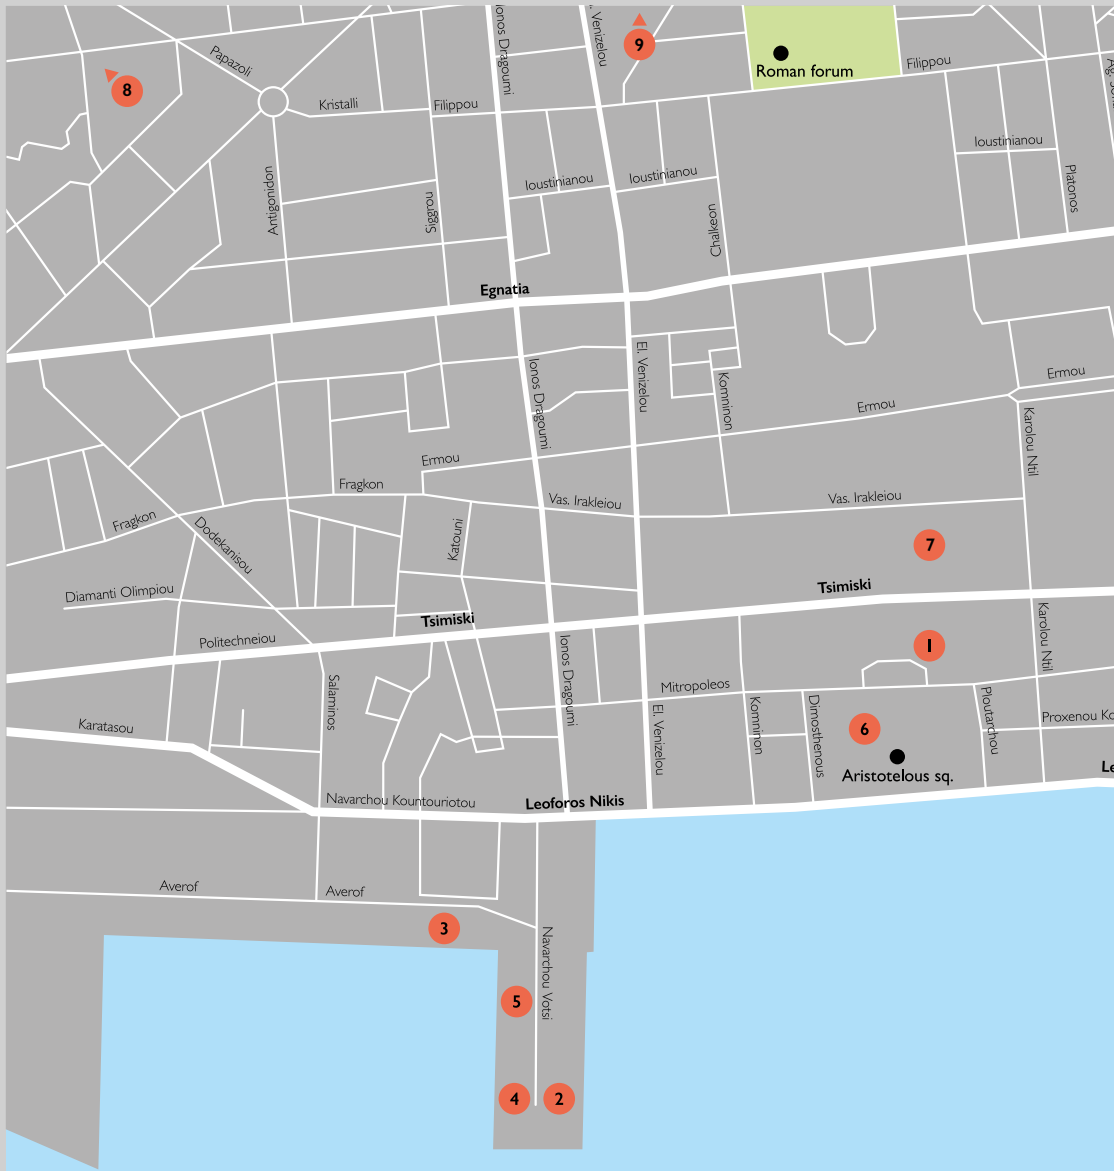 Ionos Dragoumi
Venizelou
9
Roman forum
Filippou
Papazoli
8
Kristalli
Filippou
Ioustinianou
Ioustinianou
Ioustinianou
Platonos
Antigonidon
Siggrou
Chalkeon
Egnatia
El. Venizelou
Ionos Dragoumi
Komninon
Ermou
Ermou
Ermou
Karolou Ntil
Fragkon
Vas. Irakleiou
Vas. Irakleiou
Fragkon
Dodekanisou
Katouni
7
Diamanti Olimpiou
Tsimiski
Tsimiski
Politechneiou
Ionos Dragoumi
Karolou Ntil
1
Salaminos
Mitropoleos
Karatasou
El. Venizelou
Komninon
Dimosthenous
6
Ploutarchou
Proxenou Ko
Aristotelous sq.
Le
Navarchou Kountouriotou
Leoforos Nikis
Averof
Averof
3
Navarchou Votsi
5
4
2